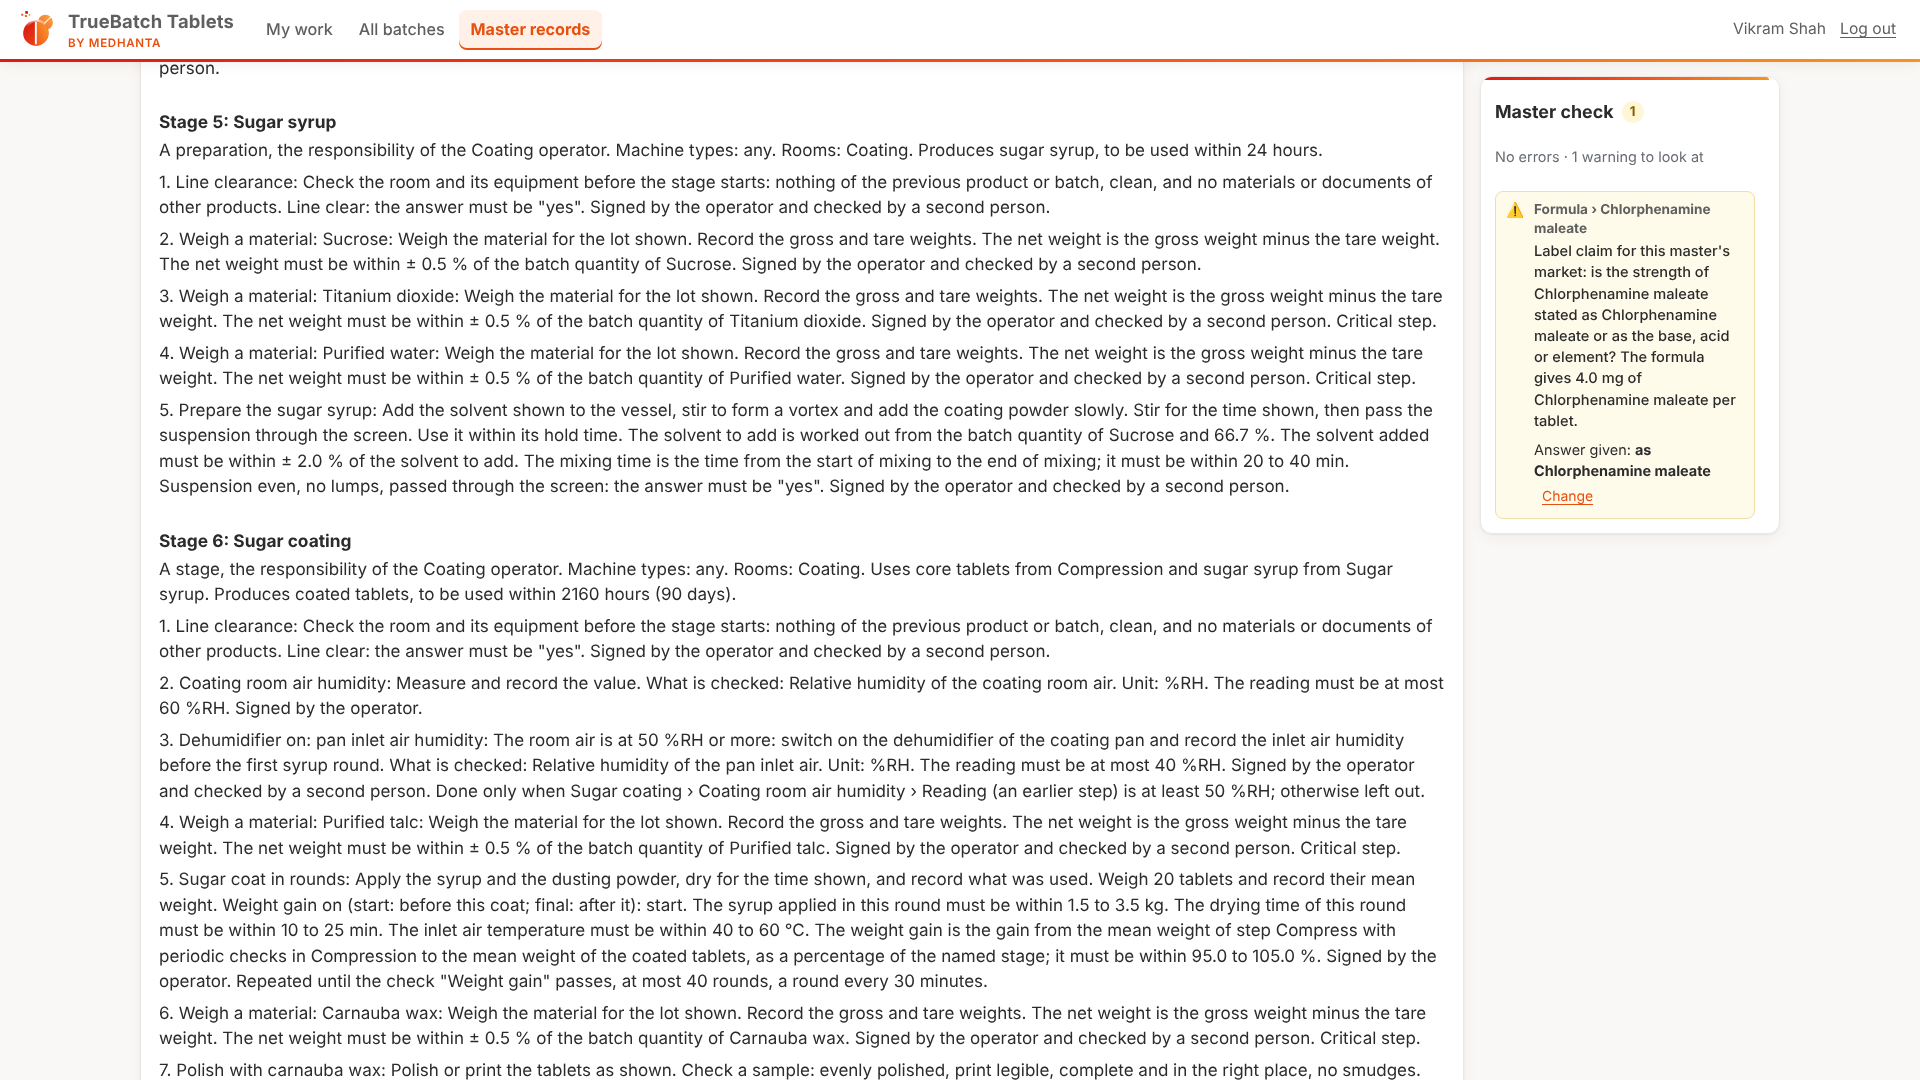 TrueBatch Tablets
BY MEDHANTA
My work
All batches
Master records
Vikram Shah
Log out
person.
Stage 5: Sugar syrup
A preparation, the responsibility of the Coating operator. Machine types: any. Rooms: Coating. Produces sugar syrup, to be used within 24 hours.
1. Line clearance: Check the room and its equipment before the stage starts: nothing of the previous product or batch, clean, and no materials or documents of
other products. Line clear: the answer must be "yes". Signed by the operator and checked by a second person.
2. Weigh a material: Sucrose: Weigh the material for the lot shown. Record the gross and tare weights. The net weight is the gross weight minus the tare weight.
The net weight must be within ± 0.5 % of the batch quantity of Sucrose. Signed by the operator and checked by a second person.
3. Weigh a material: Titanium dioxide: Weigh the material for the lot shown. Record the gross and tare weights. The net weight is the gross weight minus the tare
weight. The net weight must be within ± 0.5 % of the batch quantity of Titanium dioxide. Signed by the operator and checked by a second person. Critical step.
4. Weigh a material: Purified water: Weigh the material for the lot shown. Record the gross and tare weights. The net weight is the gross weight minus the tare
weight. The net weight must be within ± 0.5 % of the batch quantity of Purified water. Signed by the operator and checked by a second person. Critical step.
5. Prepare the sugar syrup: Add the solvent shown to the vessel, stir to form a vortex and add the coating powder slowly. Stir for the time shown, then pass the
suspension through the screen. Use it within its hold time. The solvent to add is worked out from the batch quantity of Sucrose and 66.7 %. The solvent added
must be within ± 2.0 % of the solvent to add. The mixing time is the time from the start of mixing to the end of mixing; it must be within 20 to 40 min.
Suspension even, no lumps, passed through the screen: the answer must be "yes". Signed by the operator and checked by a second person.
Stage 6: Sugar coating
A stage, the responsibility of the Coating operator. Machine types: any. Rooms: Coating. Uses core tablets from Compression and sugar syrup from Sugar
syrup. Produces coated tablets, to be used within 2160 hours (90 days).
1. Line clearance: Check the room and its equipment before the stage starts: nothing of the previous product or batch, clean, and no materials or documents of
other products. Line clear: the answer must be "yes". Signed by the operator and checked by a second person.
2. Coating room air humidity: Measure and record the value. What is checked: Relative humidity of the coating room air. Unit: %RH. The reading must be at most
60 %RH. Signed by the operator.
3. Dehumidifier on: pan inlet air humidity: The room air is at 50 %RH or more: switch on the dehumidifier of the coating pan and record the inlet air humidity
before the first syrup round. What is checked: Relative humidity of the pan inlet air. Unit: %RH. The reading must be at most 40 %RH. Signed by the operator
and checked by a second person. Done only when Sugar coating › Coating room air humidity › Reading (an earlier step) is at least 50 %RH; otherwise left out.
4. Weigh a material: Purified talc: Weigh the material for the lot shown. Record the gross and tare weights. The net weight is the gross weight minus the tare
weight. The net weight must be within ± 0.5 % of the batch quantity of Purified talc. Signed by the operator and checked by a second person. Critical step.
5. Sugar coat in rounds: Apply the syrup and the dusting powder, dry for the time shown, and record what was used. Weigh 20 tablets and record their mean
weight. Weight gain on (start: before this coat; final: after it): start. The syrup applied in this round must be within 1.5 to 3.5 kg. The drying time of this round
must be within 10 to 25 min. The inlet air temperature must be within 40 to 60 °C. The weight gain is the gain from the mean weight of step Compress with
periodic checks in Compression to the mean weight of the coated tablets, as a percentage of the named stage; it must be within 95.0 to 105.0 %. Signed by the
operator. Repeated until the check "Weight gain" passes, at most 40 rounds, a round every 30 minutes.
6. Weigh a material: Carnauba wax: Weigh the material for the lot shown. Record the gross and tare weights. The net weight is the gross weight minus the tare
weight. The net weight must be within ± 0.5 % of the batch quantity of Carnauba wax. Signed by the operator and checked by a second person. Critical step.
7. Polish with carnauba wax: Polish or print the tablets as shown. Check a sample: evenly polished, print legible, complete and in the right place, no smudges.
Master check 1
No errors · 1 warning to look at
Formula › Chlorphenamine
maleate
Label claim for this master's
market: is the strength of
Chlorphenamine maleate
stated as Chlorphenamine
maleate or as the base, acid
or element? The formula
gives 4.0 mg of
Chlorphenamine maleate per
tablet.
Answer given: as
Chlorphenamine maleate
Change